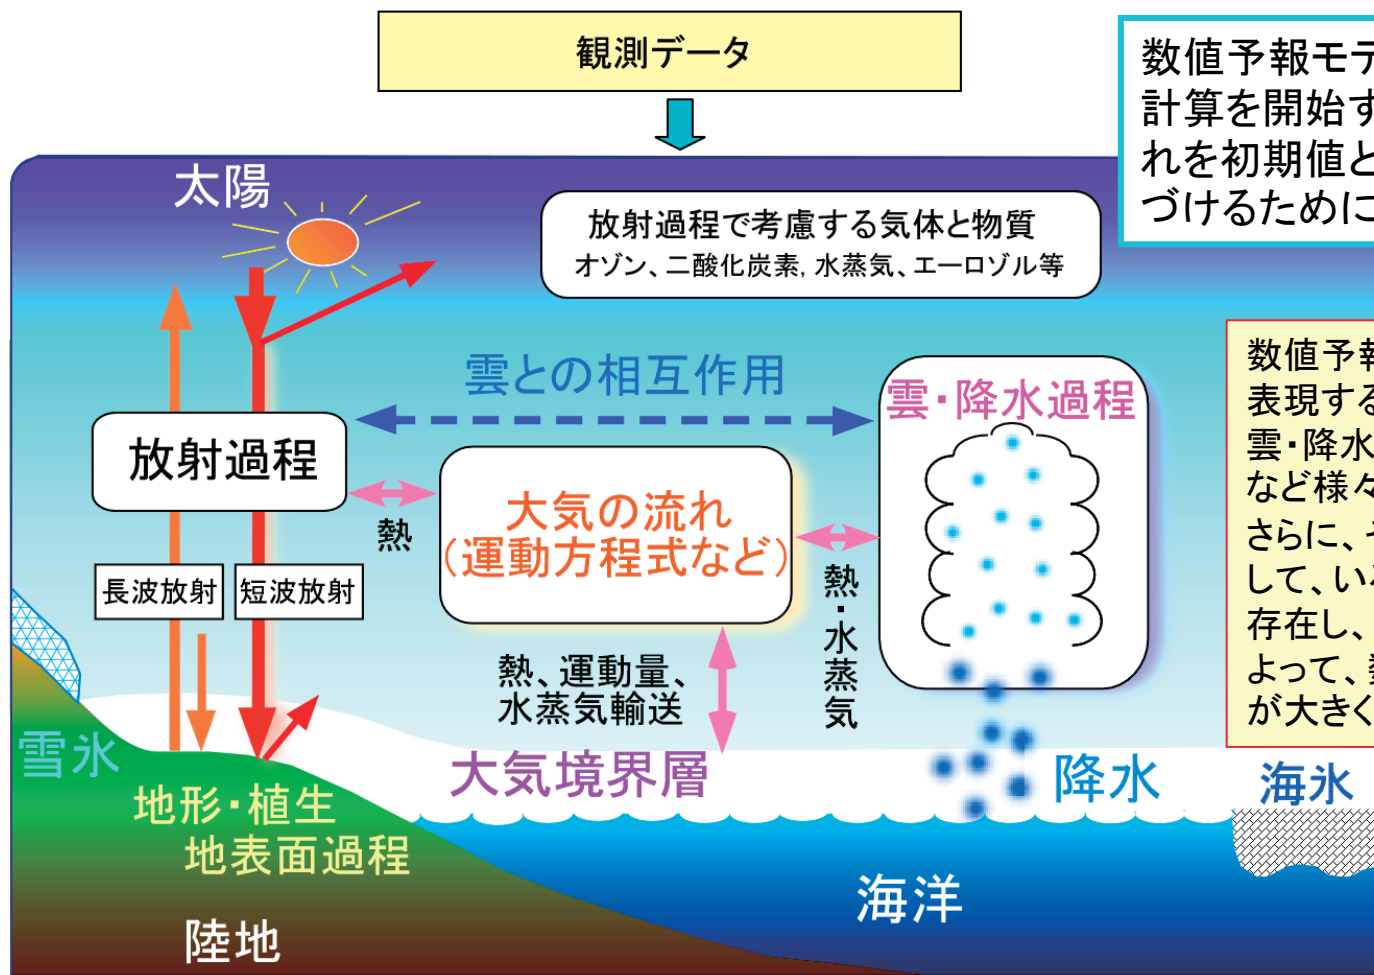 観測データ
数値予報モデ
計算を開始す
れを初期値と
づけるために
太陽
放射過程で考慮する気体と物質
オゾン、二酸化炭素, 水蒸気、エーロゾル等
雲との相互作用
雲・降水過程
数値予報
表現する
雲・降水
など様々
さらに、そ
して、いろ
存在し、
よって、数
が大きく
放射過程
熱
大気の流れ
(運動方程式など)
熱・水蒸気
長波放射
短波放射
熱、運動量、
水蒸気輸送
雪氷
大気境界層
降水
海氷
地形・植生
地表面過程
海洋
陸地